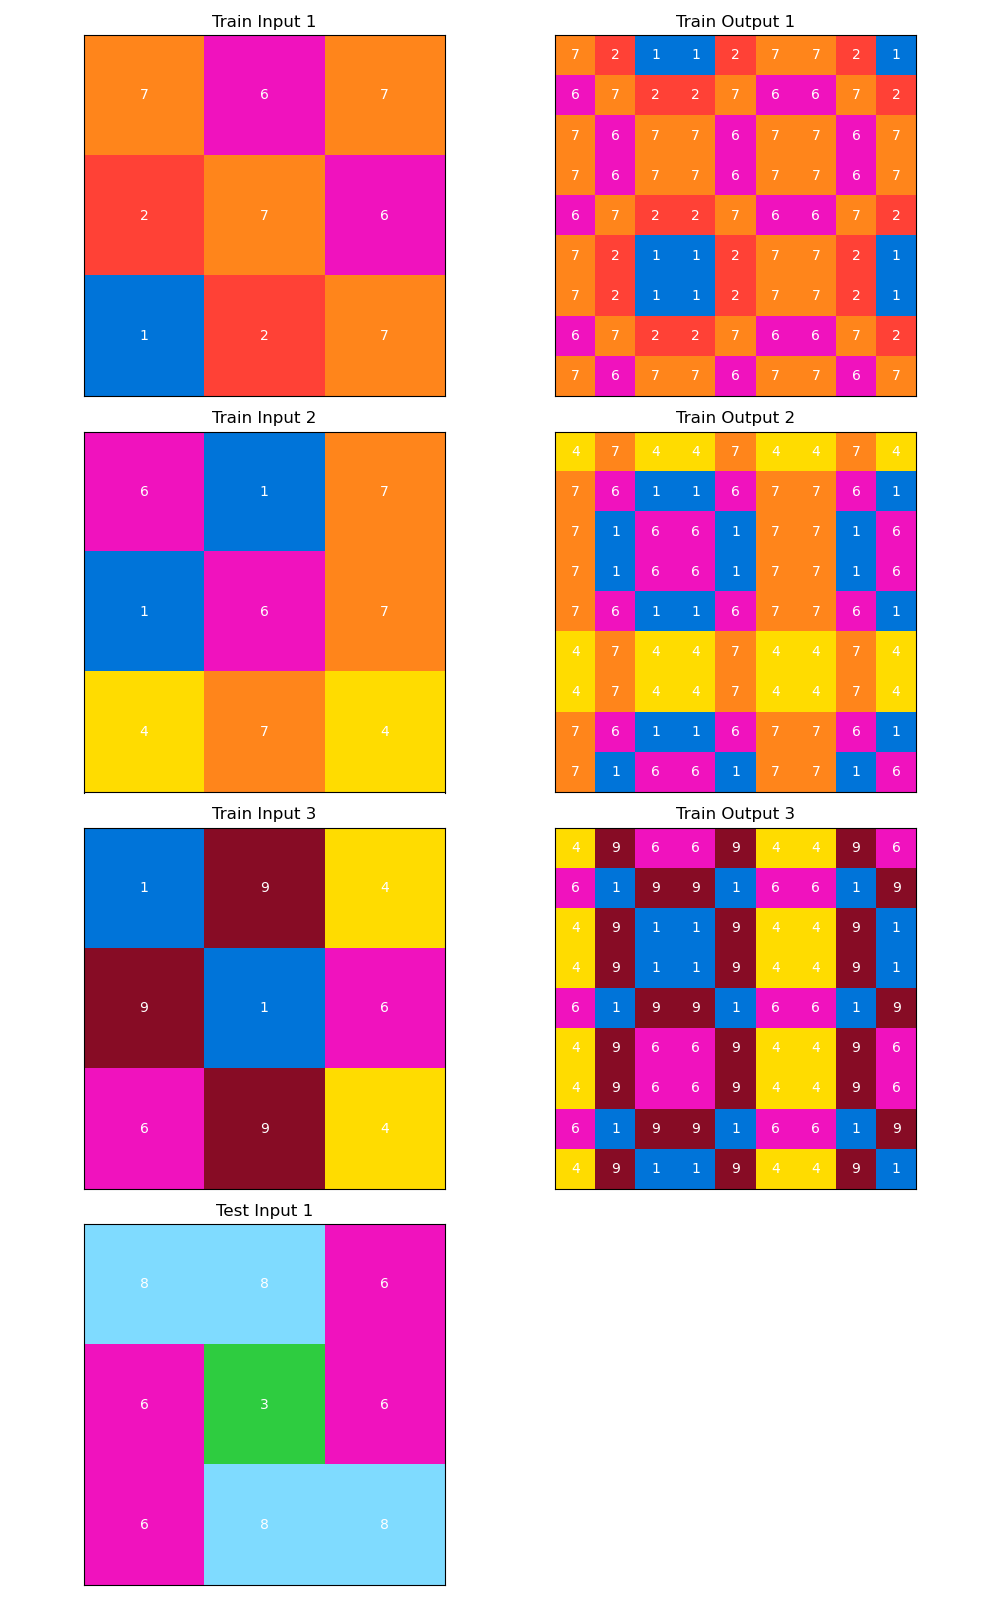 Train Input 1
7 6 7
2 7 6
1 2 7
Train Output 1
7 2 1 1 2 7 7 2 1
6 7 2 2 7 6 6 7 2
7 6 7 7 6 7 7 6 7
7 6 7 7 6 7 7 6 7
6 7 2 2 7 6 6 7 2
7 2 1 1 2 7 7 2 1
7 2 1 1 2 7 7 2 1
6 7 2 2 7 6 6 7 2
7 6 7 7 6 7 7 6 7
Train Input 2
6 1 7
1 6 7
4 7 4
Train Output 2
4 7 4 4 7 4 4 7 4
7 6 1 1 6 7 7 6 1
7 1 6 6 1 7 7 1 6
7 1 6 6 1 7 7 1 6
7 6 1 1 6 7 7 6 1
4 7 4 4 7 4 4 7 4
4 7 4 4 7 4 4 7 4
7 6 1 1 6 7 7 6 1
7 1 6 6 1 7 7 1 6
Train Input 3
1 9 4
9 1 6
6 9 4
Train Output 3
4 9 6 6 9 4 4 9 6
6 1 9 9 1 6 6 1 9
4 9 1 1 9 4 4 9 1
4 9 1 1 9 4 4 9 1
6 1 9 9 1 6 6 1 9
4 9 6 6 9 4 4 9 6
4 9 6 6 9 4 4 9 6
6 1 9 9 1 6 6 1 9
4 9 1 1 9 4 4 9 1
Test Input 1
8 8 6
6 3 6
6 8 8